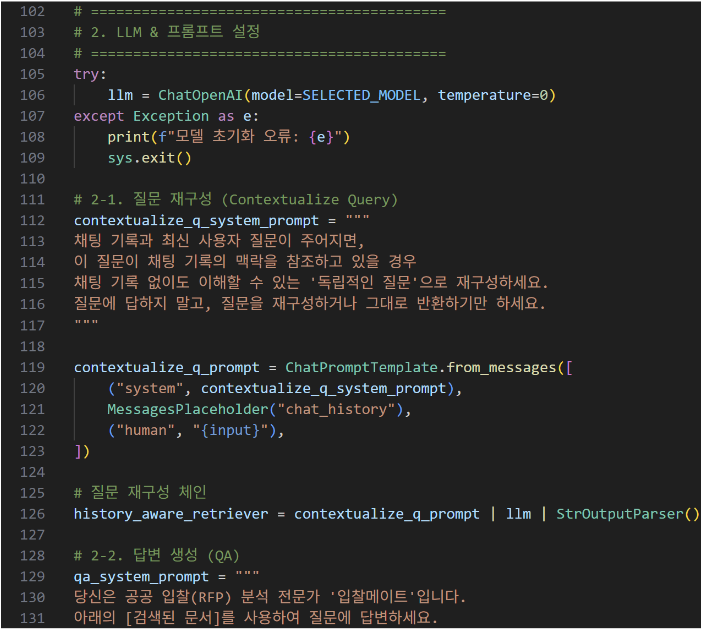 102 # ==========================================
103 # 2. LLM & 프롬프트 설정
104 # ==========================================
105 try:
106     llm = ChatOpenAI(model=SELECTED_MODEL, temperature=0)
107 except Exception as e:
108     print(f"모델 초기화 오류: {e}")
109     sys.exit()
110
111 # 2-1. 질문 재구성 (Contextualize Query)
112 contextualize_q_system_prompt = """
113 채팅 기록과 최신 사용자 질문이 주어지면,
114 이 질문이 채팅 기록의 맥락을 참조하고 있을 경우
115 채팅 기록 없이도 이해할 수 있는 '독립적인 질문'으로 재구성하세요.
116 질문에 답하지 말고, 질문을 재구성하거나 그대로 반환하기만 하세요.
117 """
118
119 contextualize_q_prompt = ChatPromptTemplate.from_messages([
120     ("system", contextualize_q_system_prompt),
121     MessagesPlaceholder("chat_history"),
122     ("human", "{input}"),
123 ])
124
125 # 질문 재구성 체인
126 history_aware_retriever = contextualize_q_prompt | llm | StrOutputParser()
127
128 # 2-2. 답변 생성 (QA)
129 qa_system_prompt = """
130 당신은 공공 입찰(RFP) 분석 전문가 '입찰메이트'입니다.
131 아래의 [검색된 문서]를 사용하여 질문에 답변하세요.